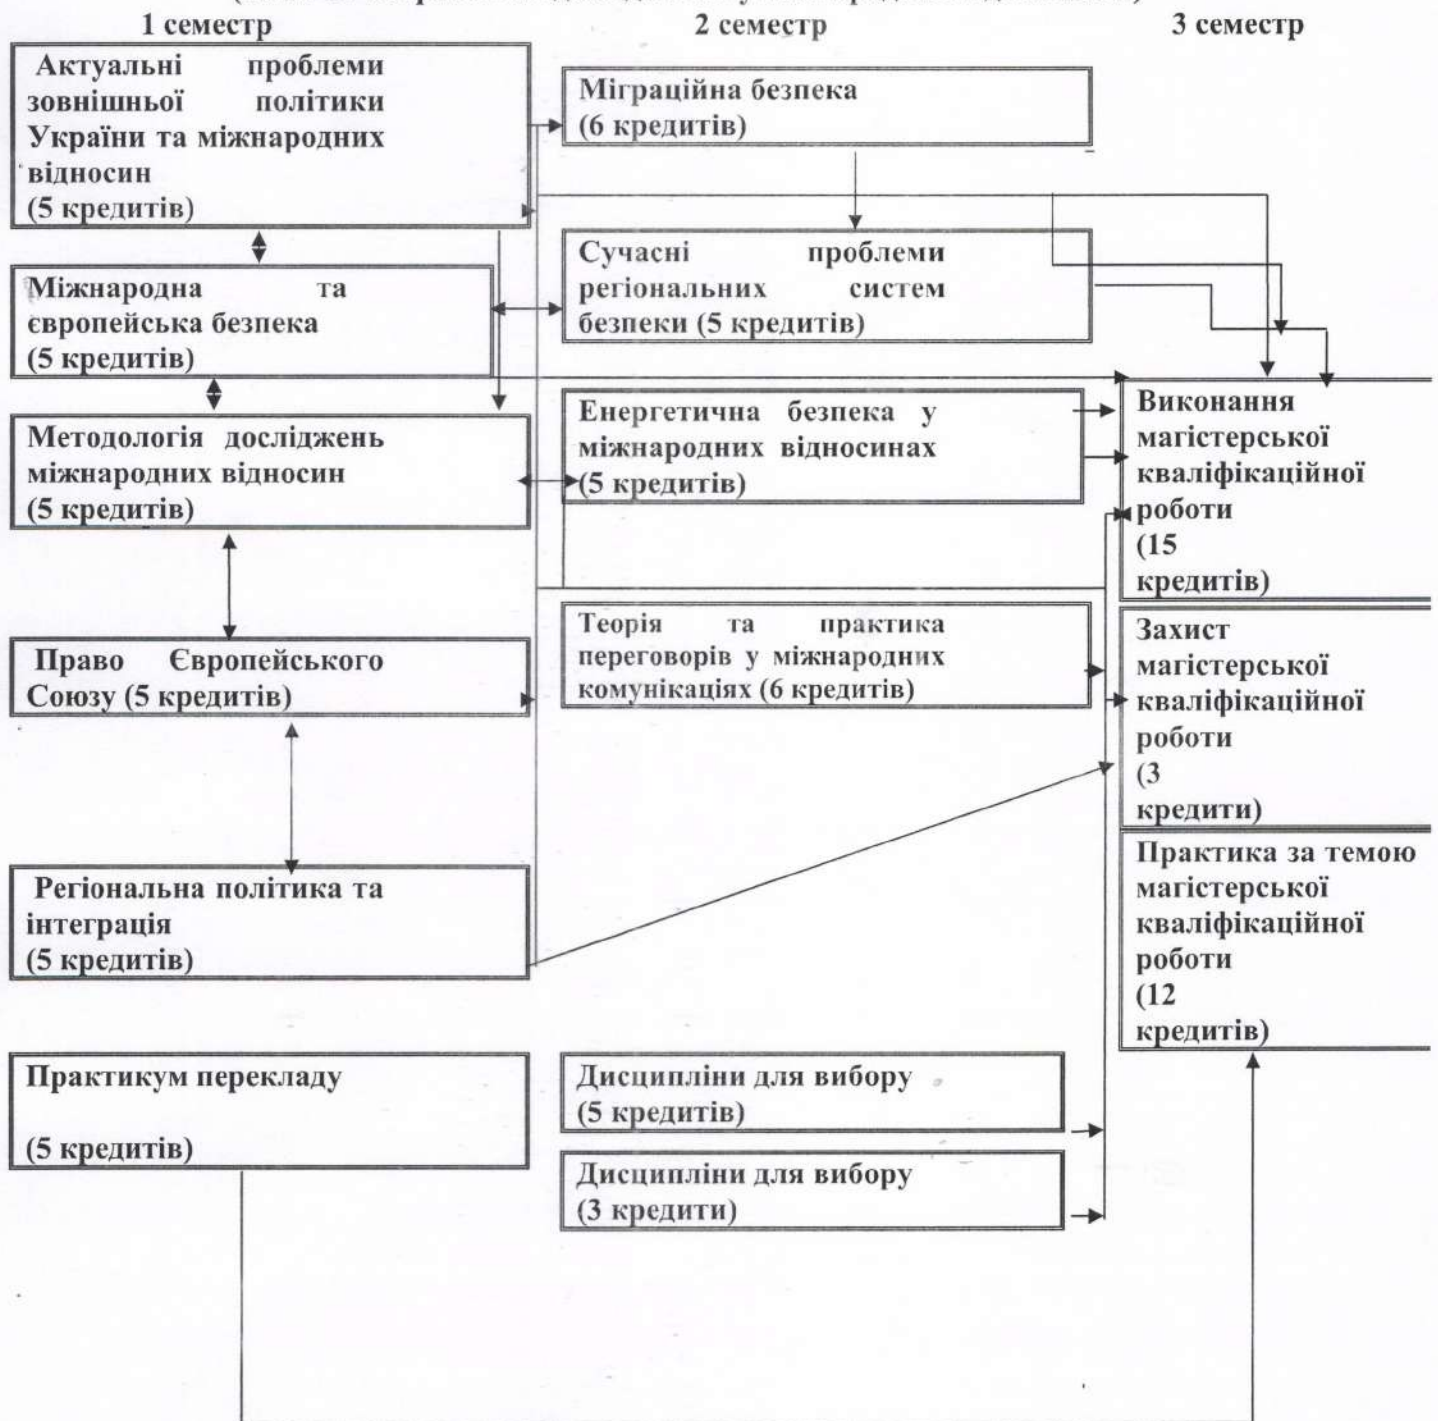 1 семестр 2 семестр 3 семестр
Актуальні проблеми
зовнішньої політики
України та міжнародних
відносин
(5 кредитів)
Міжнародна та
європейська безпека
(5 кредитів)
Методологія досліджень
міжнародних відносин
(5 кредитів)
Право Європейського
Союзу (5 кредитів)
Регіональна політика та
інтеграція
(5 кредитів)
Практикум перекладу
(5 кредитів)
Міграційна безпека
(6 кредитів)
Сучасні проблеми
регіональних систем
безпеки (5 кредитів)
Енергетична безпека у
міжнародних відносинах
(5 кредитів)
Теорія та практика
переговорів у міжнародних
комунікаціях (6 кредитів)
Дисципліни для вибору
(5 кредитів)
Дисципліни для вибору
(3 кредити)
Виконання
магістерської
кваліфікаційної
роботи
(15
кредитів)
Захист
магістерської
кваліфікаційної
роботи
(3
кредити)
Практика за темою
магістерської
кваліфікаційної
роботи
(12
кредитів)